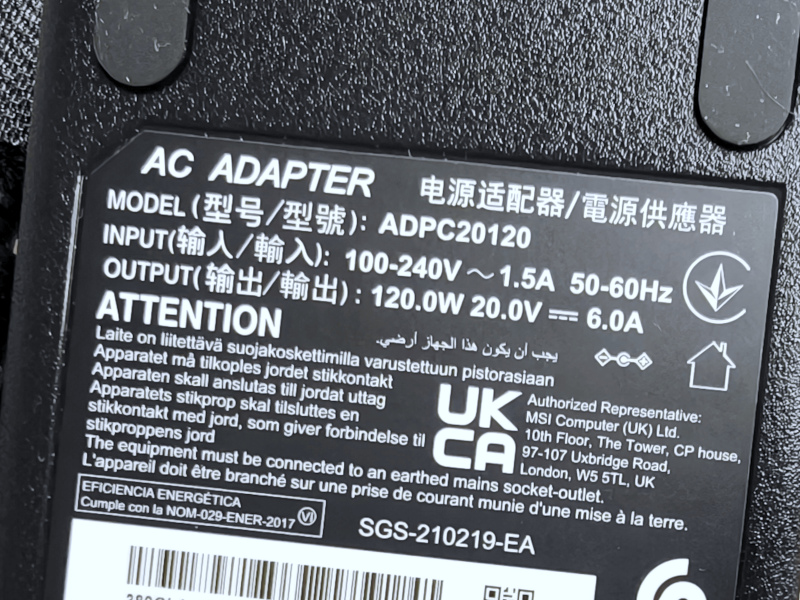 AC ADAPTER 电源适配器/電源供應器
MODEL(型号/型號): ADPC20120
INPUT(输入/輸入): 100-240V～1.5A 50-60Hz
OUTPUT(输出/輸出): 120.0W 20.0V ⎓ 6.0A
ATTENTION
يجب أن يكون هذا الجهاز أرضي.
Laite on liitettävä suojakoskettimilla varustettuun pistorasiaan
Apparatet må tilkoples jordet stikkontakt
Apparaten skall anslutas till jordat uttag
Apparatets stikprop skal tilsluttes en
stikkontakt med jord, som giver forbindelse til
stikproppens jord
UK
CA
Authorized Representative:
MSI Computer (UK) Ltd.
10th Floor, The Tower, CP house,
97-107 Uxbridge Road,
London, W5 5TL, UK
The equipment must be connected to an earthed mains socket-outlet.
L'appareil doit être branché sur une prise de courant munie d'une mise à la terre.
EFICIENCIA ENERGÉTICA
Cumple con la NOM-029-ENER-2017 VI
SGS-210219-EA